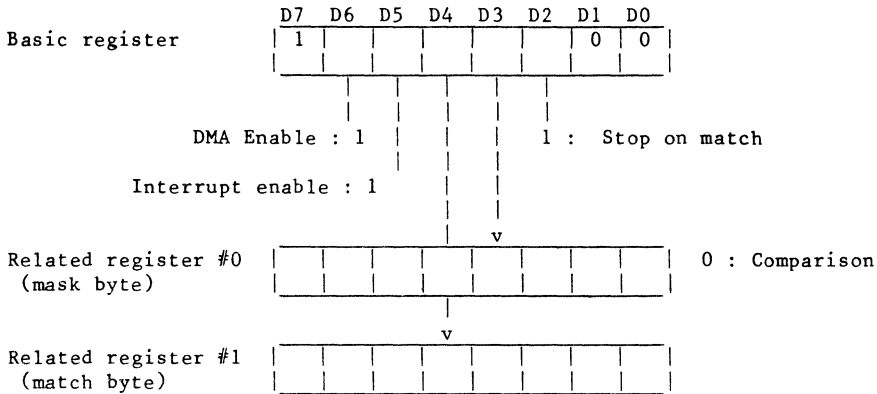 D7 D6 D5 D4 D3 D2 D1 D0
Basic register 1 0 0
DMA Enable : 1 1 : Stop on match
Interrupt enable : 1
v
Related register #0 0 : Comparison
(mask byte)
v
Related register #1
(match byte)